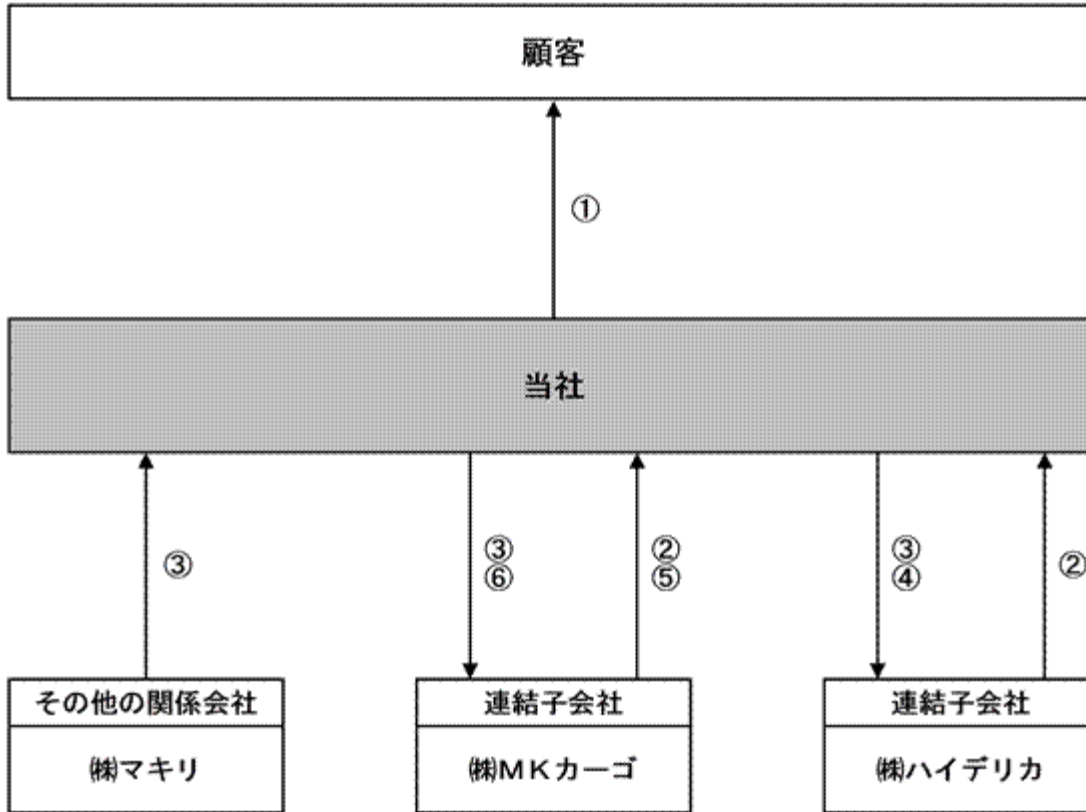 顧客
①
当社
③
③
⑥
②
⑤
③
④
②
その他の関係会社
㈱マキリ
連結子会社
㈱ＭＫカーゴ
連結子会社
㈱ハイデリカ